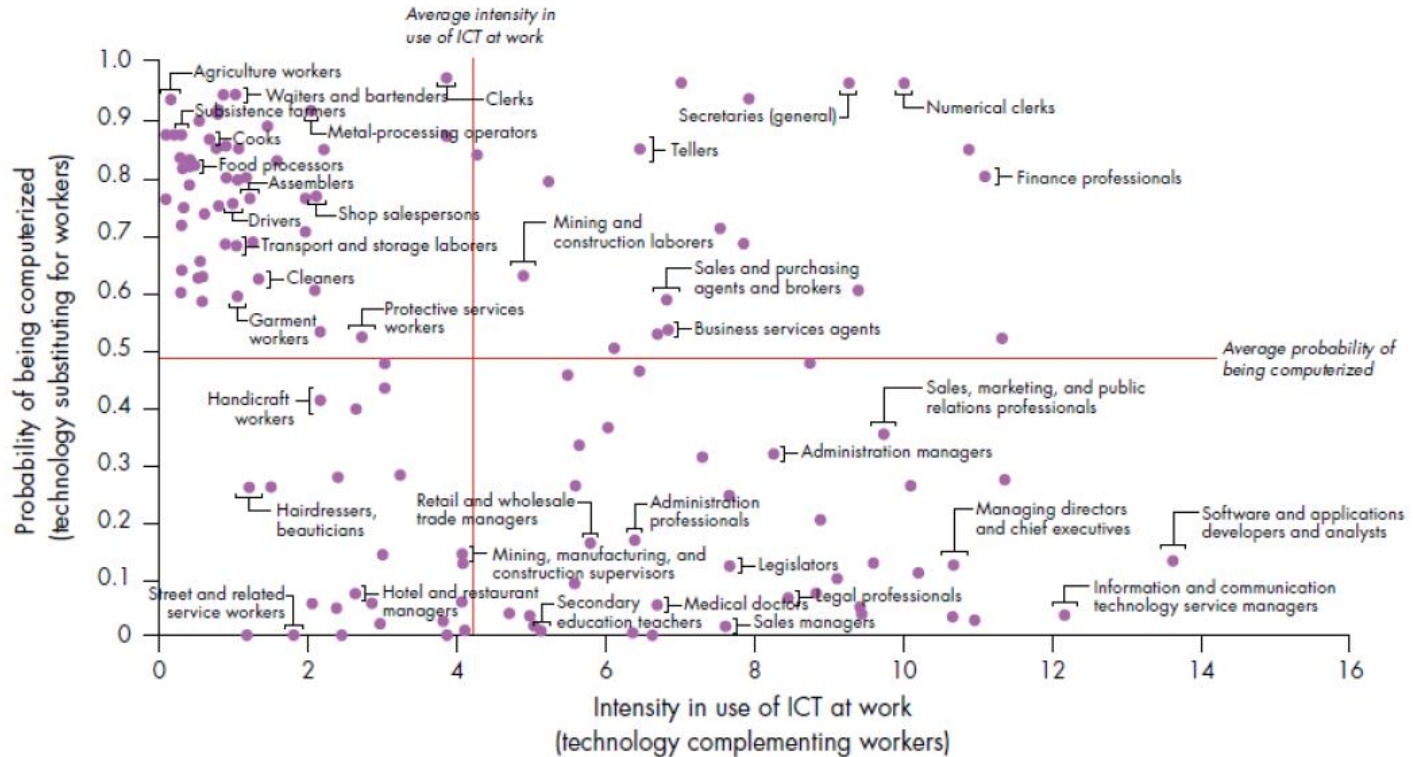 Average intensity in
use of ICT at work
1.0
0.9
0.8
0.7
0.6
0.5
0.4
0.3
0.2
0.1
0
Probability of being computerized
(technology substituting for workers)
Agriculture workers
Waiters and bartenders
Clerks
Subsistence farmers
Metal-processing operators
Cooks
Food processors
Assemblers
Shop salespersons
Drivers
Transport and storage laborers
Cleaners
Garment
workers
Protective services
workers
Secretaries (general)
Numerical clerks
Tellers
Finance professionals
Mining and
construction laborers
Sales and purchasing
agents and brokers
Business services agents
Average probability of
being computerized
Handicraft
workers
Sales, marketing, and public
relations professionals
Administration managers
Hairdressers,
beauticians
Retail and wholesale
trade managers
Administration
professionals
Managing directors
and chief executives
Software and applications
developers and analysts
Mining, manufacturing, and
construction supervisors
Legislators
Street and related
service workers
Hotel and restaurant
managers
Secondary
education teachers
Medical doctors
Legal professionals
Sales managers
Information and communication
technology service managers
0
2
4
6
8
10
12
14
16
Intensity in use of ICT at work
(technology complementing workers)